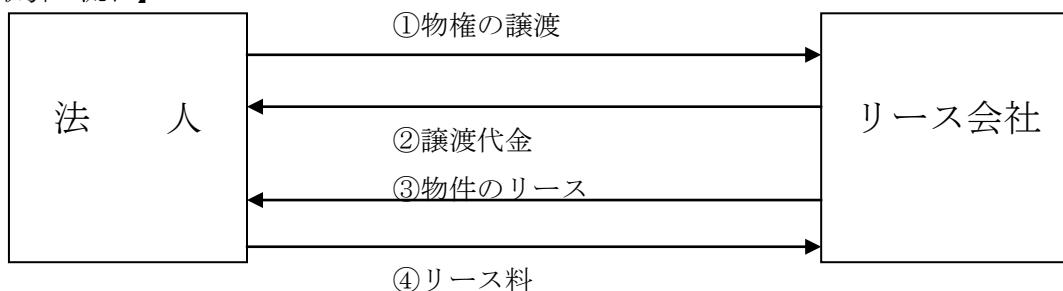 ①物権の譲渡
法 人
リース会社
②譲渡代金
③物件のリース
④リース料